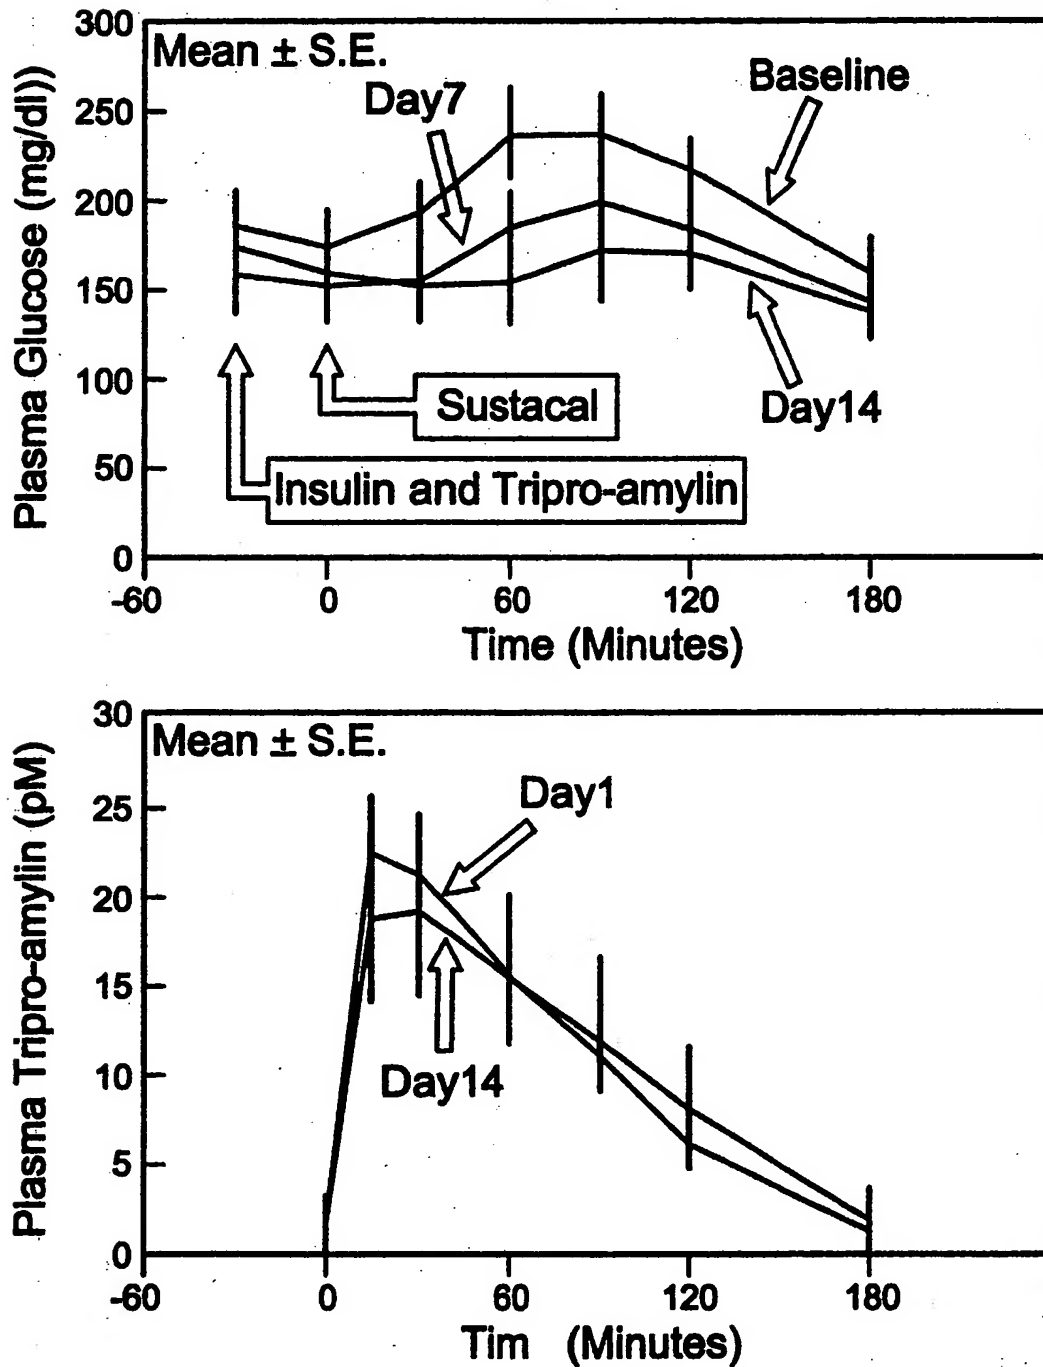 300
Mean ± S.E.
Baseline
Day7
250
200
150
100
50
0
Plasma Glucose (mg/dl))
Sustacal
Day14
Insulin and Tripro-amylin
-60
0
60
120
180
Time (Minutes)
30
Mean ± S.E.
Day1
25
20
15
10
5
0
Plasma Tripro-amylin (pM)
Day14
-60
0
60
120
180
Tim (Minutes)